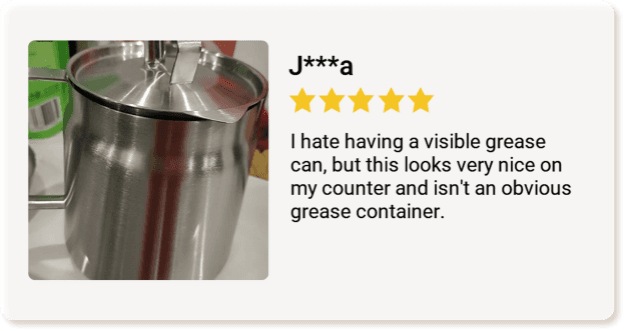 J***a
I hate having a visible grease
can, but this looks very nice on
my counter and isn't an obvious
grease container.